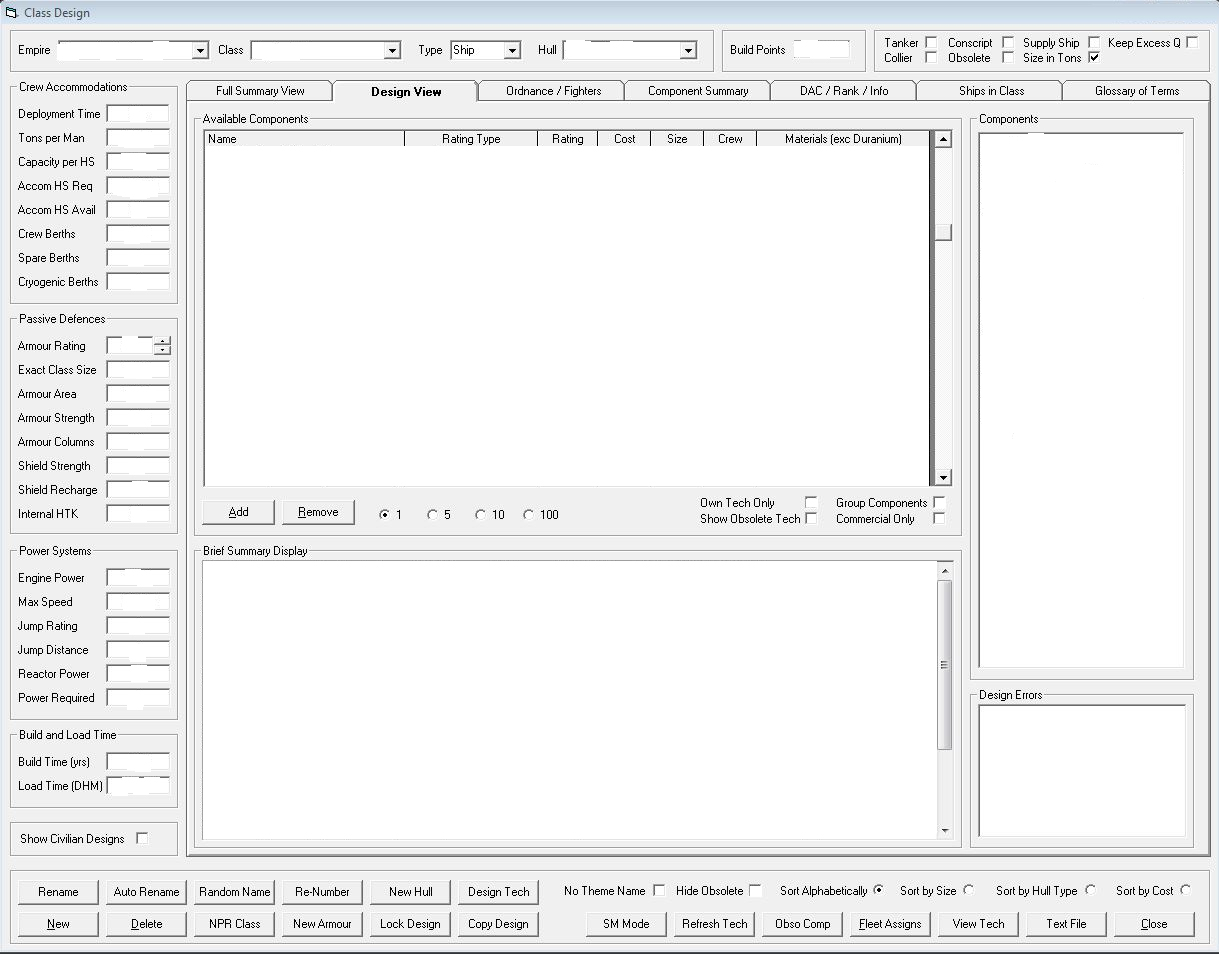 Class Design
Empire Class Type Ship Hull Build Points Tanker Conscript Supply Ship Keep Excess Q
Collier Obsolete Size in Tons
Crew Accommodations
Deployment Time
Tons per Man
Capacity per HS
Accom HS Req
Accom HS Avail
Crew Berths
Spare Berths
Cryogenic Berths
Passive Defences
Armour Rating
Exact Class Size
Armour Area
Armour Strength
Armour Columns
Shield Strength
Shield Recharge
Internal HTK
Power Systems
Engine Power
Max Speed
Jump Rating
Jump Distance
Reactor Power
Power Required
Build and Load Time
Build Time (yrs)
Load Time (DHM)
Show Civilian Designs
Full Summary View Design View Ordnance / Fighters Component Summary DAC / Rank / Info Ships in Class Glossary of Terms
Available Components
Name Rating Type Rating Cost Size Crew Materials (exc Duranium)
Add Remove 1 5 10 100
Own Tech Only Group Components
Show Obsolete Tech Commercial Only
Brief Summary Display
Components
Design Errors
Rename Auto Rename Random Name Re-Number New Hull Design Tech No Theme Name Hide Obsolete Sort Alphabetically Sort by Size Sort by Hull Type Sort by Cost
New Delete NPR Class New Armour Lock Design Copy Design SM Mode Refresh Tech Obso Comp Fleet Assigns View Tech Text File Close